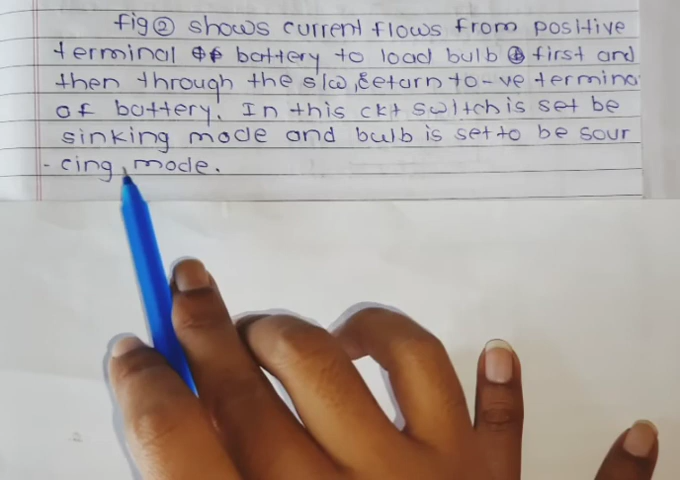 fig ② shows current flows from positive
terminal of battery to load bulb first and
then through the s/w, return to -ve termina
of battery. In this ckt switch is set be
sinking mode and bulb is set to be sour
- cing mode.